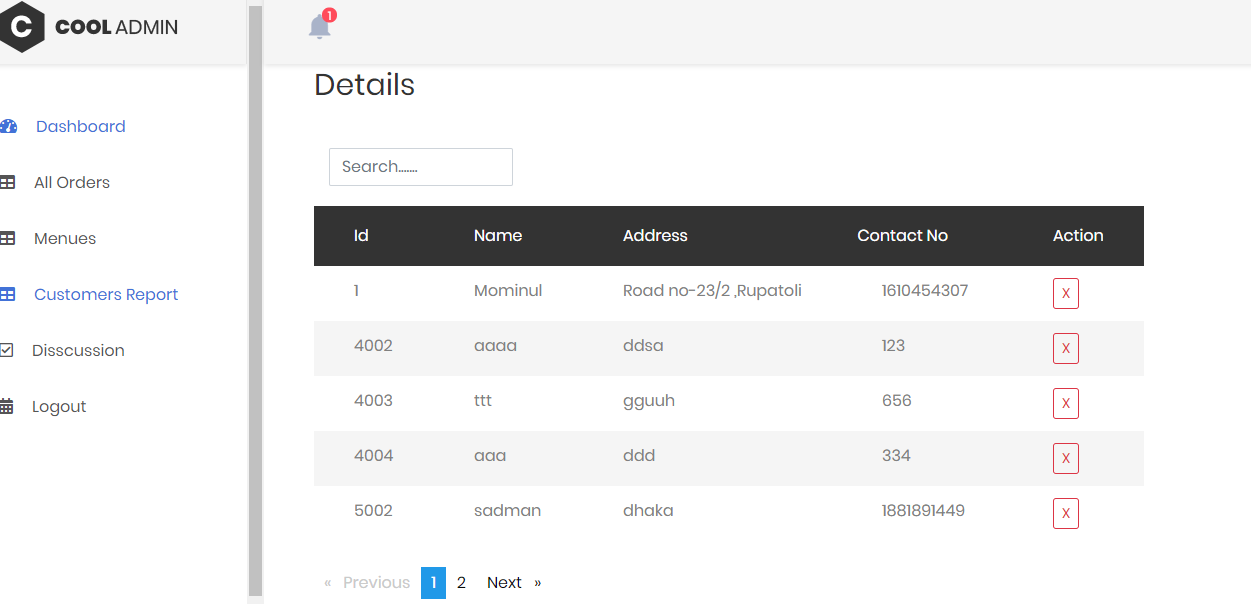 C COOL ADMIN
1
Details
Dashboard
Search.......
All Orders
Id Name Address Contact No Action
Menues
1 Mominul Road no-23/2 ,Rupatoli 1610454307 X
Customers Report
4002 aaaa ddsa 123 X
Disscussion
4003 ttt gguuh 656 X
Logout
4004 aaa ddd 334 X
5002 sadman dhaka 1881891449 X
« Previous 1 2 Next »